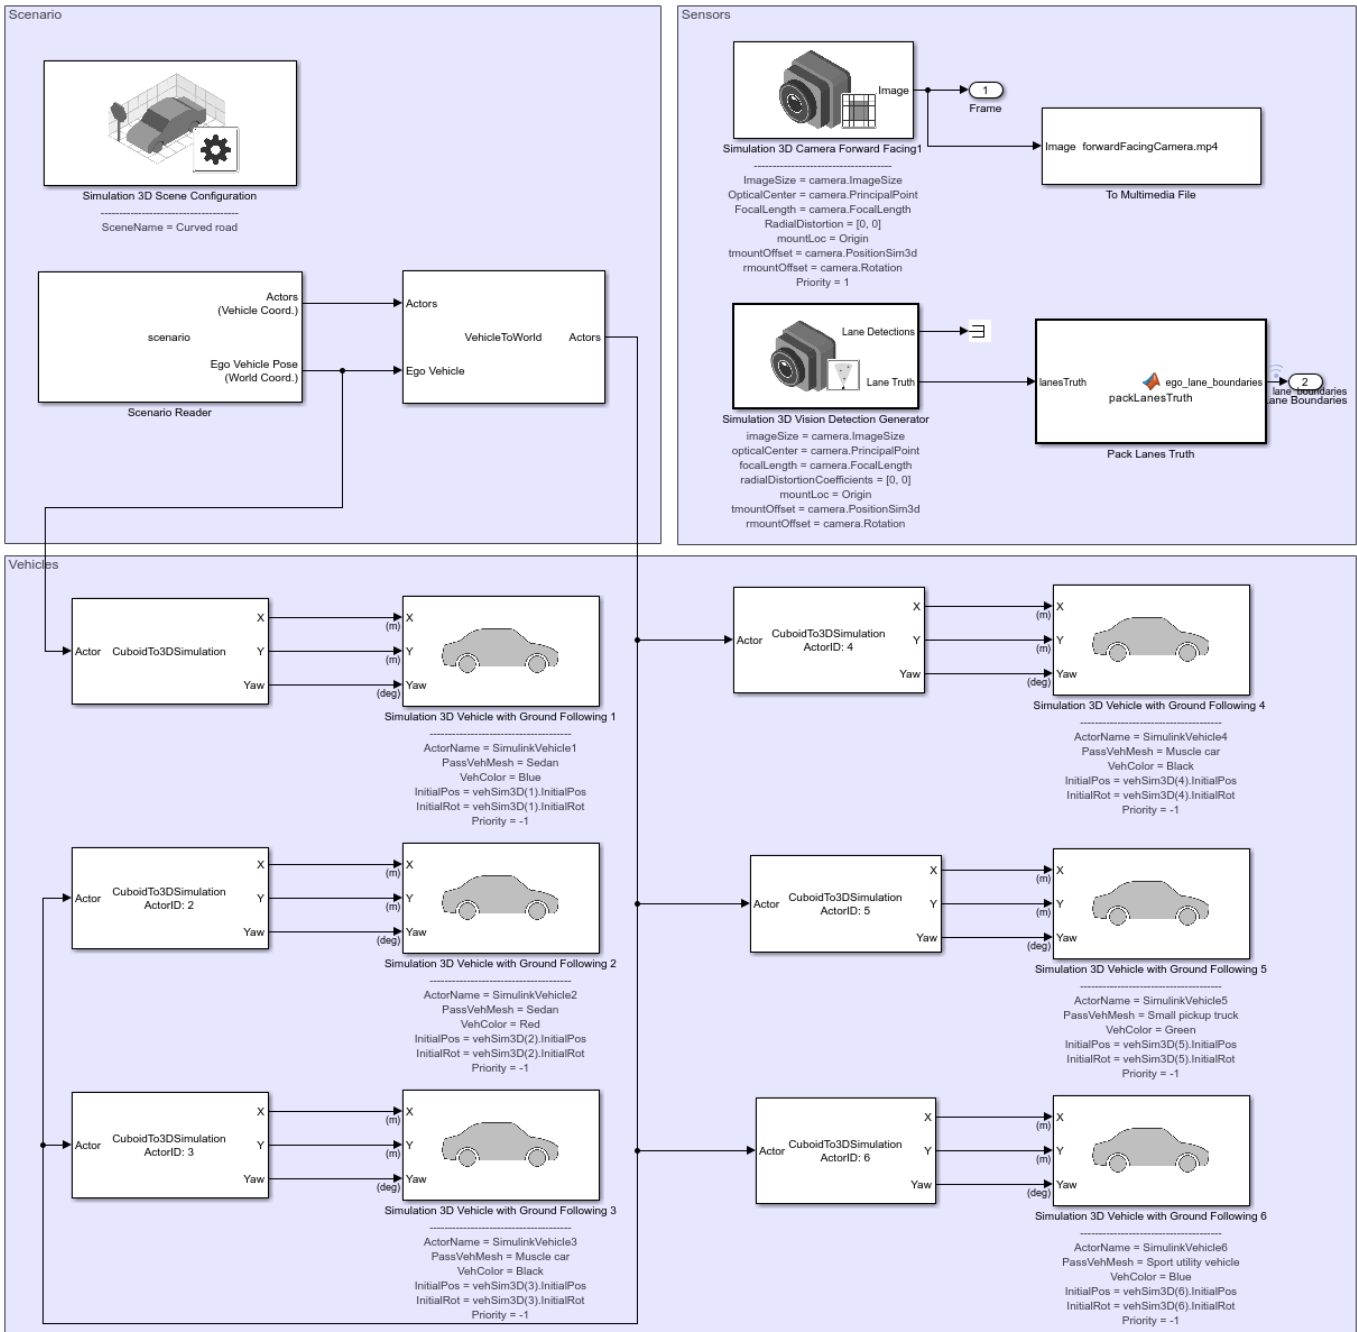 Scenario
Simulation 3D Scene Configuration
----------------------------------------
SceneName = Curved road
Actors
(Vehicle Coord.)
scenario
Ego Vehicle Pose
(World Coord.)
Scenario Reader
Actors
VehicleToWorld
Actors
Ego Vehicle
Sensors
Image
Simulation 3D Camera Forward Facing1
----------------------------------------
ImageSize = camera.ImageSize
OpticalCenter = camera.PrincipalPoint
FocalLength = camera.FocalLength
RadialDistortion = [0, 0]
mountLoc = Origin
tmountOffset = camera.PositionSim3d
rmountOffset = camera.Rotation
Priority = 1
1
Frame
Image forwardFacingCamera.mp4
To Multimedia File
Lane Detections
Lane Truth
Simulation 3D Vision Detection Generator
imageSize = camera.ImageSize
opticalCenter = camera.PrincipalPoint
focalLength = camera.FocalLength
radialDistortionCoefficients = [0, 0]
mountLoc = Origin
tmountOffset = camera.PositionSim3d
rmountOffset = camera.Rotation
lanesTruth
ego_lane_boundaries
packLanesTruth
Pack Lanes Truth
2
lane_boundaries
ane Boundaries
Vehicles
Actor
CuboidTo3DSimulation
X
Y
Yaw
X
(m)
Y
(m)
Yaw
(deg)
Simulation 3D Vehicle with Ground Following 1
----------------------------------------
ActorName = SimulinkVehicle1
PassVehMesh = Sedan
VehColor = Blue
InitialPos = vehSim3D(1).InitialPos
InitialRot = vehSim3D(1).InitialRot
Priority = -1
Actor
CuboidTo3DSimulation
ActorID: 2
X
Y
Yaw
X
(m)
Y
(m)
Yaw
(deg)
Simulation 3D Vehicle with Ground Following 2
----------------------------------------
ActorName = SimulinkVehicle2
PassVehMesh = Sedan
VehColor = Red
InitialPos = vehSim3D(2).InitialPos
InitialRot = vehSim3D(2).InitialRot
Priority = -1
Actor
CuboidTo3DSimulation
ActorID: 3
X
Y
Yaw
X
(m)
Y
(m)
Yaw
(deg)
Simulation 3D Vehicle with Ground Following 3
----------------------------------------
ActorName = SimulinkVehicle3
PassVehMesh = Muscle car
VehColor = Black
InitialPos = vehSim3D(3).InitialPos
InitialRot = vehSim3D(3).InitialRot
Priority = -1
Actor
CuboidTo3DSimulation
ActorID: 4
X
Y
Yaw
X
(m)
Y
(m)
Yaw
(deg)
Simulation 3D Vehicle with Ground Following 4
----------------------------------------
ActorName = SimulinkVehicle4
PassVehMesh = Muscle car
VehColor = Black
InitialPos = vehSim3D(4).InitialPos
InitialRot = vehSim3D(4).InitialRot
Priority = -1
Actor
CuboidTo3DSimulation
ActorID: 5
X
Y
Yaw
X
(m)
Y
(m)
Yaw
(deg)
Simulation 3D Vehicle with Ground Following 5
----------------------------------------
ActorName = SimulinkVehicle5
PassVehMesh = Small pickup truck
VehColor = Green
InitialPos = vehSim3D(5).InitialPos
InitialRot = vehSim3D(5).InitialRot
Priority = -1
Actor
CuboidTo3DSimulation
ActorID: 6
X
Y
Yaw
X
(m)
Y
(m)
Yaw
(deg)
Simulation 3D Vehicle with Ground Following 6
----------------------------------------
ActorName = SimulinkVehicle6
PassVehMesh = Sport utility vehicle
VehColor = Blue
InitialPos = vehSim3D(6).InitialPos
InitialRot = vehSim3D(6).InitialRot
Priority = -1